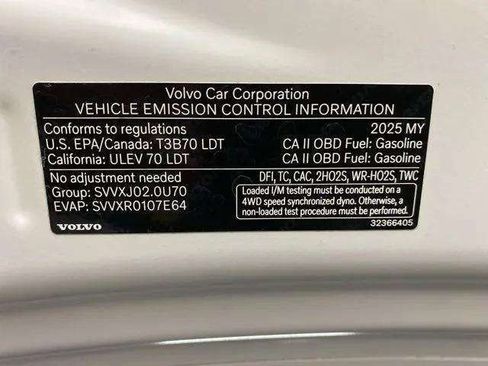 Volvo Car Corporation
VEHICLE EMISSION CONTROL INFORMATION
Conforms to regulations 2025 MY
U.S. EPA/Canada: T3B70 LDT CA II OBD Fuel: Gasoline
California: ULEV 70 LDT CA II OBD Fuel: Gasoline
No adjustment needed DFI, TC, CAC, 2HO2S, WR-HO2S, TWC
Group: SVVXJ02.0U70
EVAP: SVVXR0107E64
Loaded I/M testing must be conducted on a
4WD speed synchronized dyno. Otherwise, a
non-loaded test procedure must be performed.
VOLVO 32366405